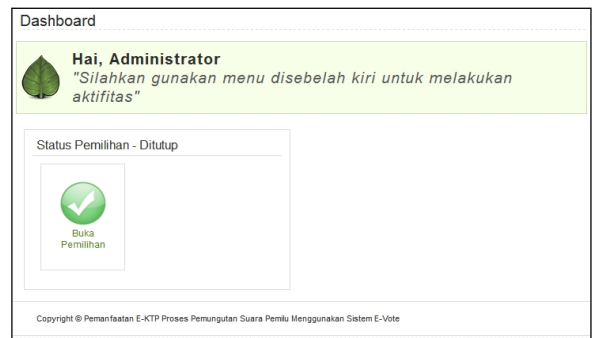 Dashboard
Hai, Administrator
"Silahkan gunakan menu disebelah kiri untuk melakukan
aktifitas"
Status Pemilihan - Ditutup
Buka
Pemilihan
Copyright © Pemanfaatan E-KTP Proses Pemungutan Suara Pemilu Menggunakan Sistem E-Vote